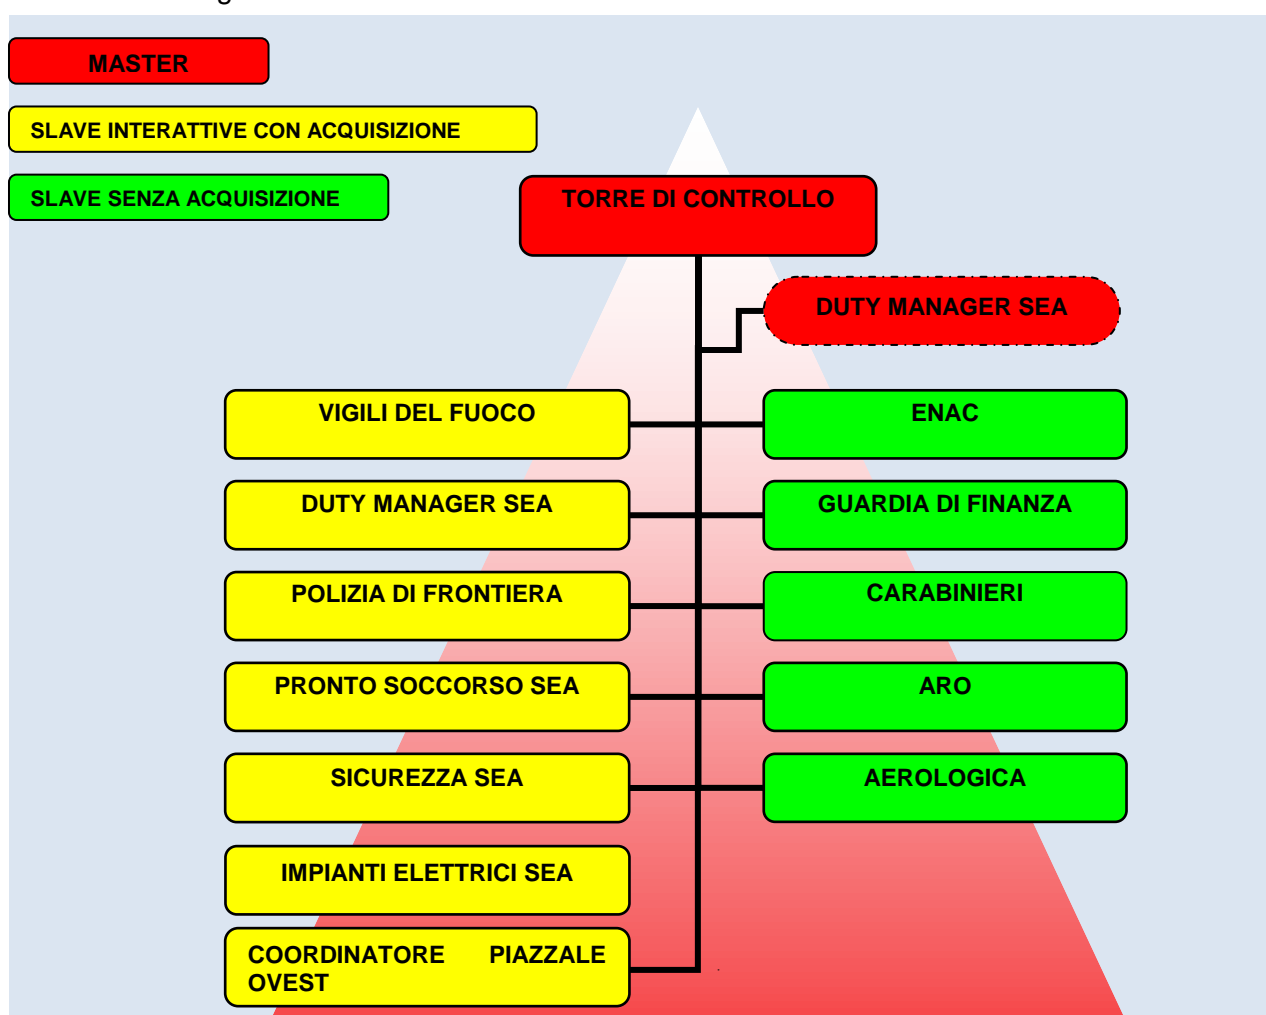 MASTER
SLAVE INTERATTIVE CON ACQUISIZIONE
SLAVE SENZA ACQUISIZIONE
TORRE DI CONTROLLO
DUTY MANAGER SEA
VIGILI DEL FUOCO
ENAC
DUTY MANAGER SEA
GUARDIA DI FINANZA
POLIZIA DI FRONTIERA
CARABINIERI
PRONTO SOCCORSO SEA
ARO
SICUREZZA SEA
AEROLOGICA
IMPIANTI ELETTRICI SEA
COORDINATORE PIAZZALE
OVEST